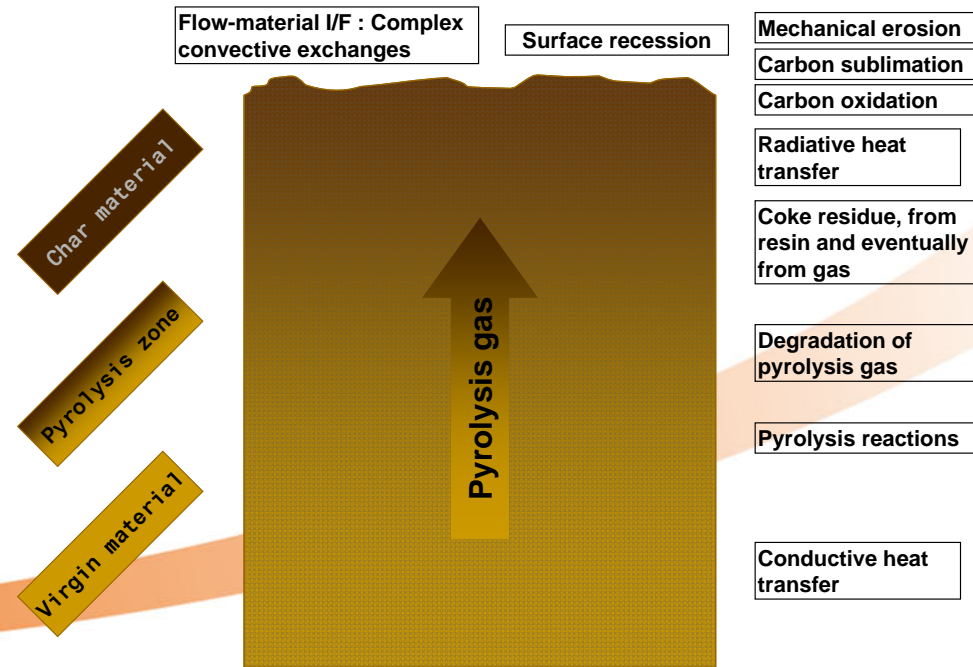 Flow-material I/F : Complex
convective exchanges
Surface recession
Mechanical erosion
Carbon sublimation
Carbon oxidation
Radiative heat
transfer
Coke residue, from
resin and eventually
from gas
Degradation of
pyrolysis gas
Pyrolysis reactions
Conductive heat
transfer
Char material
Pyrolysis zone
Virgin material
Pyrolysis gas